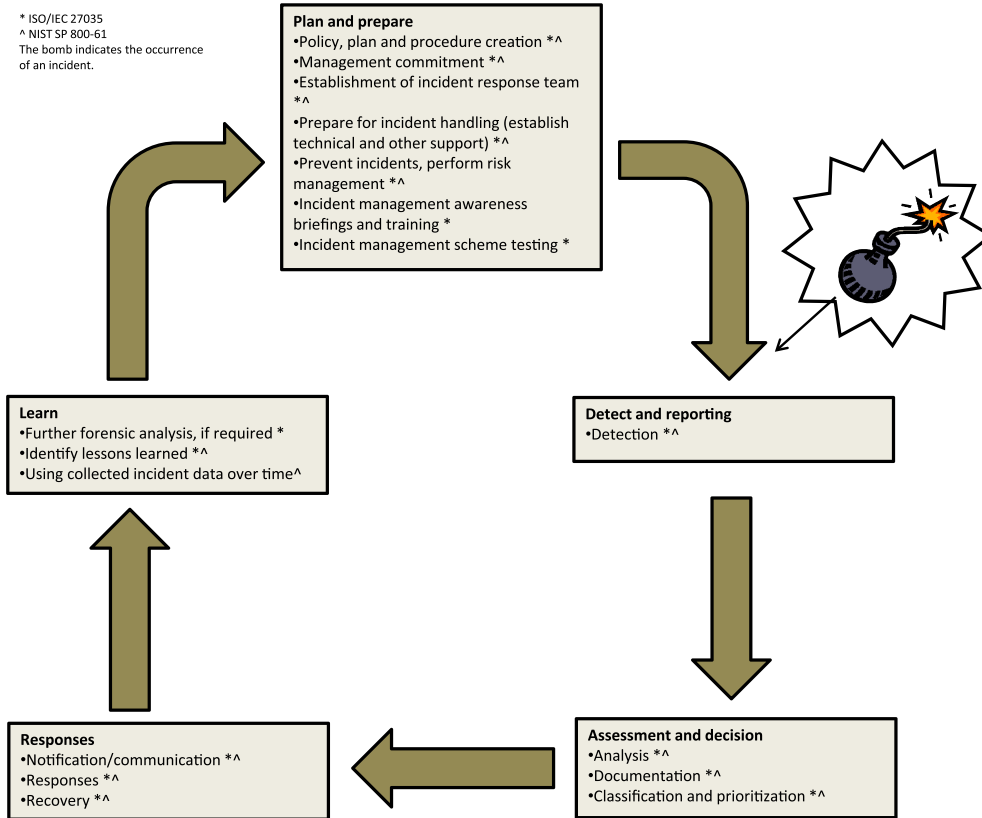 * ISO/IEC 27035
^ NIST SP 800-61
The bomb indicates the occurrence
of an incident.
Plan and prepare
•Policy, plan and procedure creation *^
•Management commitment *^
•Establishment of incident response team
*^
•Prepare for incident handling (establish
technical and other support) *^
•Prevent incidents, perform risk
management *^
•Incident management awareness
briefings and training *
•Incident management scheme testing *
Learn
•Further forensic analysis, if required *
•Identify lessons learned *^
•Using collected incident data over time^
Detect and reporting
•Detection *^
Responses
•Notification/communication *^
•Responses *^
•Recovery *^
Assessment and decision
•Analysis *^
•Documentation *^
•Classification and prioritization *^